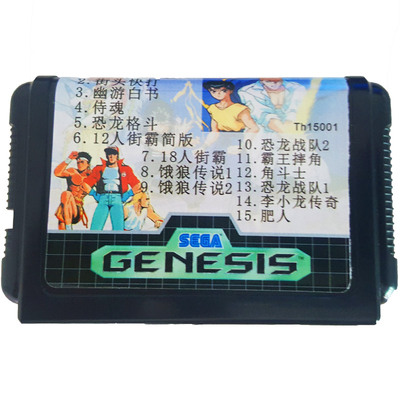 3. 幽游白书
4. 侍魂
5. 恐龙格斗
6. 12人街霸简版
7. 18人街霸
8. 饿狼传说1
9. 饿狼传说2
Th15001
10. 恐龙战队2
11. 霸王摔角
12. 角斗士
13. 恐龙战队1
14. 李小龙传奇
15. 肥人
SEGA
GENESIS